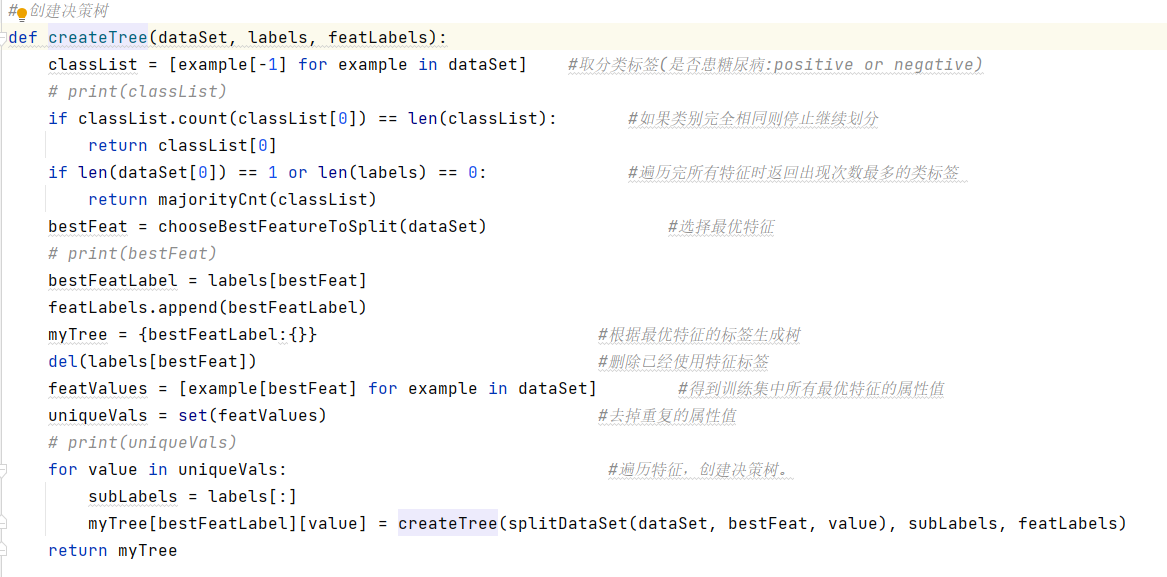 #创建决策树
def createTree(dataSet, labels, featLabels):
    classList = [example[-1] for example in dataSet]    #取分类标签(是否患糖尿病:positive or negative)
    # print(classList)
    if classList.count(classList[0]) == len(classList):       #如果类别完全相同则停止继续划分
        return classList[0]
    if len(dataSet[0]) == 1 or len(labels) == 0:              #遍历完所有特征时返回出现次数最多的类标签
        return majorityCnt(classList)
    bestFeat = chooseBestFeatureToSplit(dataSet)                  #选择最优特征
    # print(bestFeat)
    bestFeatLabel = labels[bestFeat]
    featLabels.append(bestFeatLabel)
    myTree = {bestFeatLabel:{}}                            #根据最优特征的标签生成树
    del(labels[bestFeat])                                  #删除已经使用特征标签
    featValues = [example[bestFeat] for example in dataSet]        #得到训练集中所有最优特征的属性值
    uniqueVals = set(featValues)                           #去掉重复的属性值
    # print(uniqueVals)
    for value in uniqueVals:                                #遍历特征，创建决策树。
        subLabels = labels[:]
        myTree[bestFeatLabel][value] = createTree(splitDataSet(dataSet, bestFeat, value), subLabels, featLabels)
    return myTree